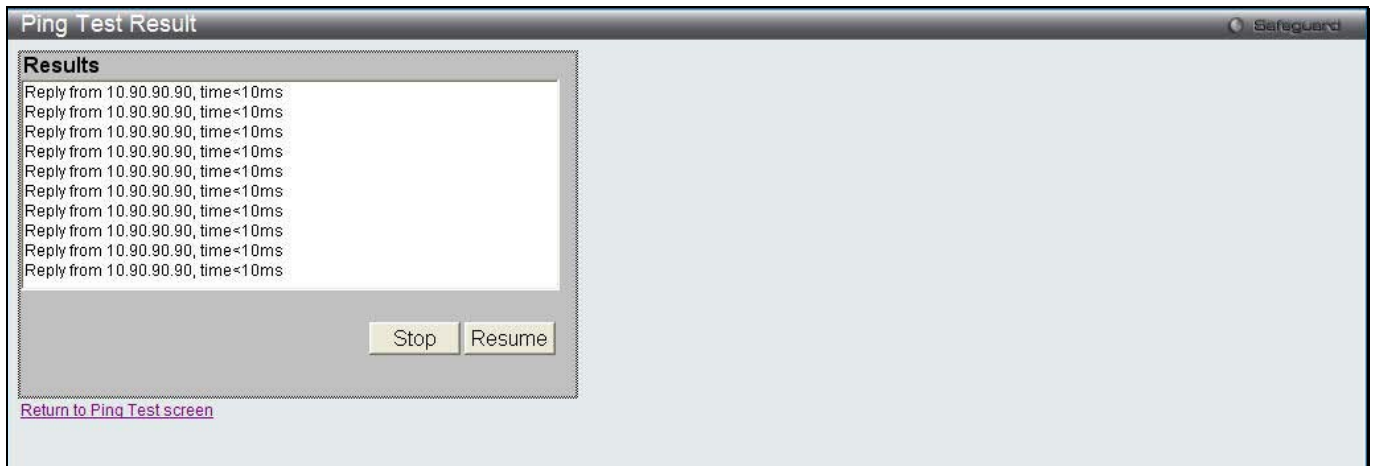 Ping Test Result
Safeguard
Results
Reply from 10.90.90.90, time<10ms
Reply from 10.90.90.90, time<10ms
Reply from 10.90.90.90, time<10ms
Reply from 10.90.90.90, time<10ms
Reply from 10.90.90.90, time<10ms
Reply from 10.90.90.90, time<10ms
Reply from 10.90.90.90, time<10ms
Reply from 10.90.90.90, time<10ms
Reply from 10.90.90.90, time<10ms
Reply from 10.90.90.90, time<10ms
Stop
Resume
Return to Ping Test screen